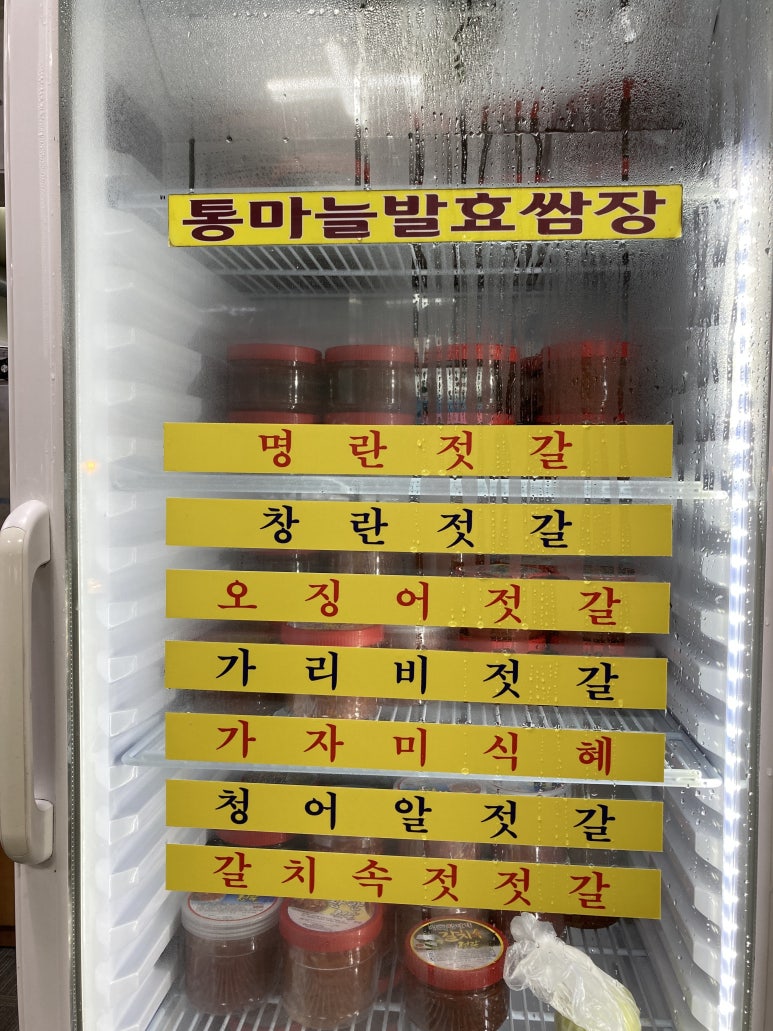 통마늘발효쌈장
명란젓갈
창란젓갈
오징어젓갈
가리비젓갈
가자미식혜
청어알젓갈
갈치속젓젓갈